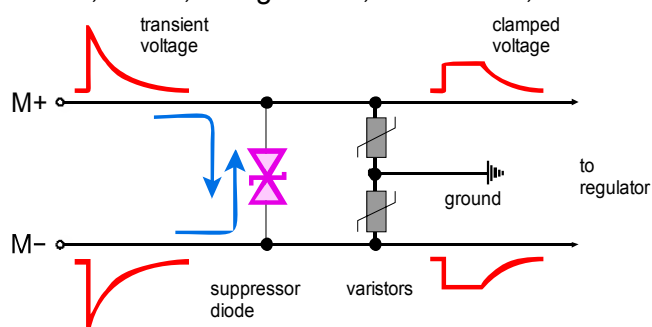 transient
voltage
clamped
voltage
M+
to
regulator
ground
M−
suppressor
diode
varistors